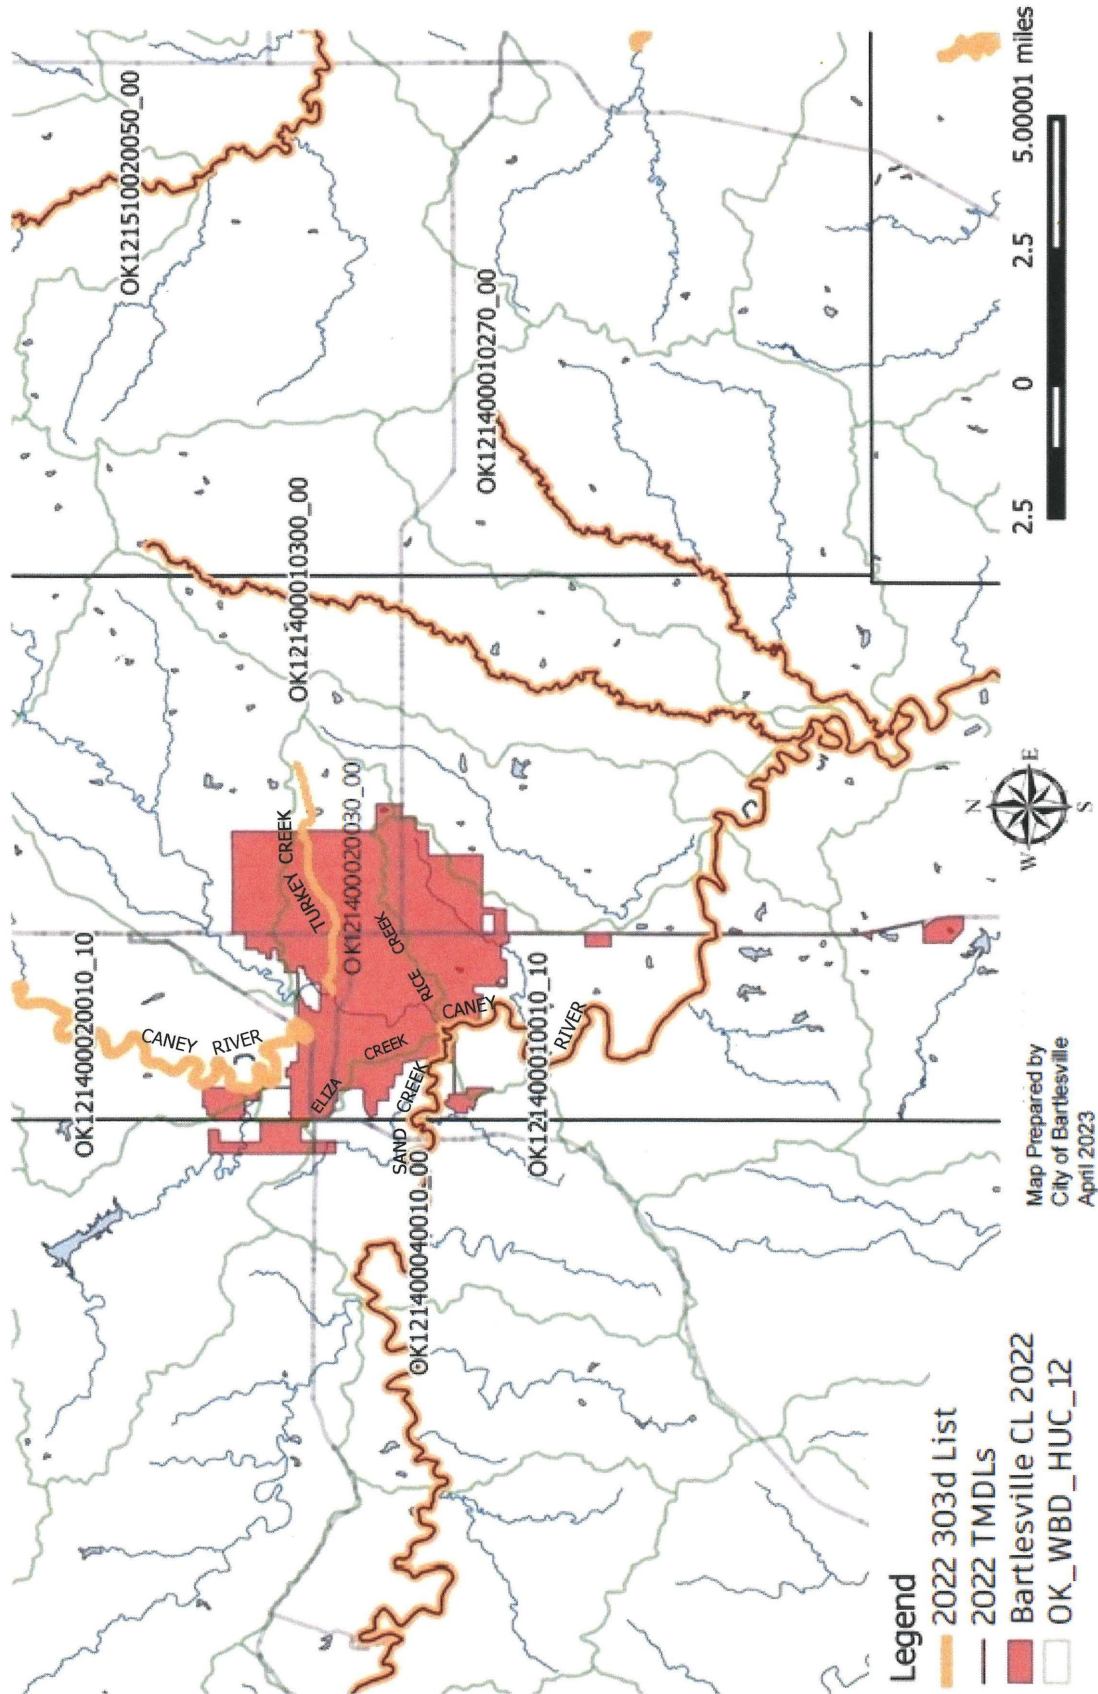 OK121510020050_00
OK121400010270_00
OK121400010300_00
TURKEY CREEK
OK121400020030_00
RICE CREEK
OK121400020010_10
CANEY RIVER
CANEY RIVER
OK121400010010_10
ELIZA CREEK
SAND CREEK
OK121400040010_00
2.5 0 2.5 5.00001 miles
N
W E
S
Map Prepared by
City of Bartlesville
April 2023
Legend
2022 303d List
2022 TMDLs
Bartlesville CL 2022
OK_WBD_HUC_12